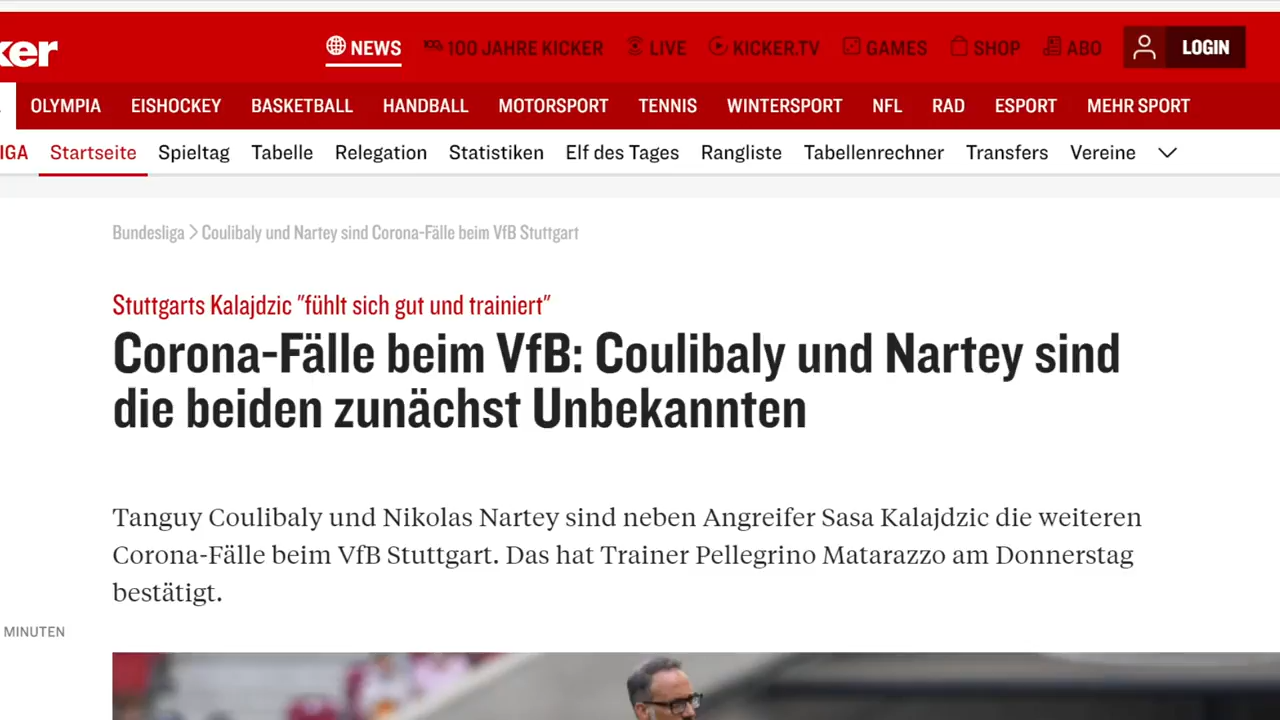 ker
NEWS 100 JAHRE KICKER LIVE KICKER.TV GAMES SHOP ABO LOGIN
OLYMPIA EISHOCKEY BASKETBALL HANDBALL MOTORSPORT TENNIS WINTERSPORT NFL RAD ESPORT MEHR SPORT
IGA Startseite Spieltag Tabelle Relegation Statistiken Elf des Tages Rangliste Tabellenrechner Transfers Vereine
Bundesliga > Coulibaly und Nartey sind Corona-Fälle beim VfB Stuttgart
Stuttgarts Kalajdzic "fühlt sich gut und trainiert"
Corona-Fälle beim VfB: Coulibaly und Nartey sind
die beiden zunächst Unbekannten
Tanguy Coulibaly und Nikolas Nartey sind neben Angreifer Sasa Kalajdzic die weiteren
Corona-Fälle beim VfB Stuttgart. Das hat Trainer Pellegrino Matarazzo am Donnerstag
bestätigt.
MINUTEN